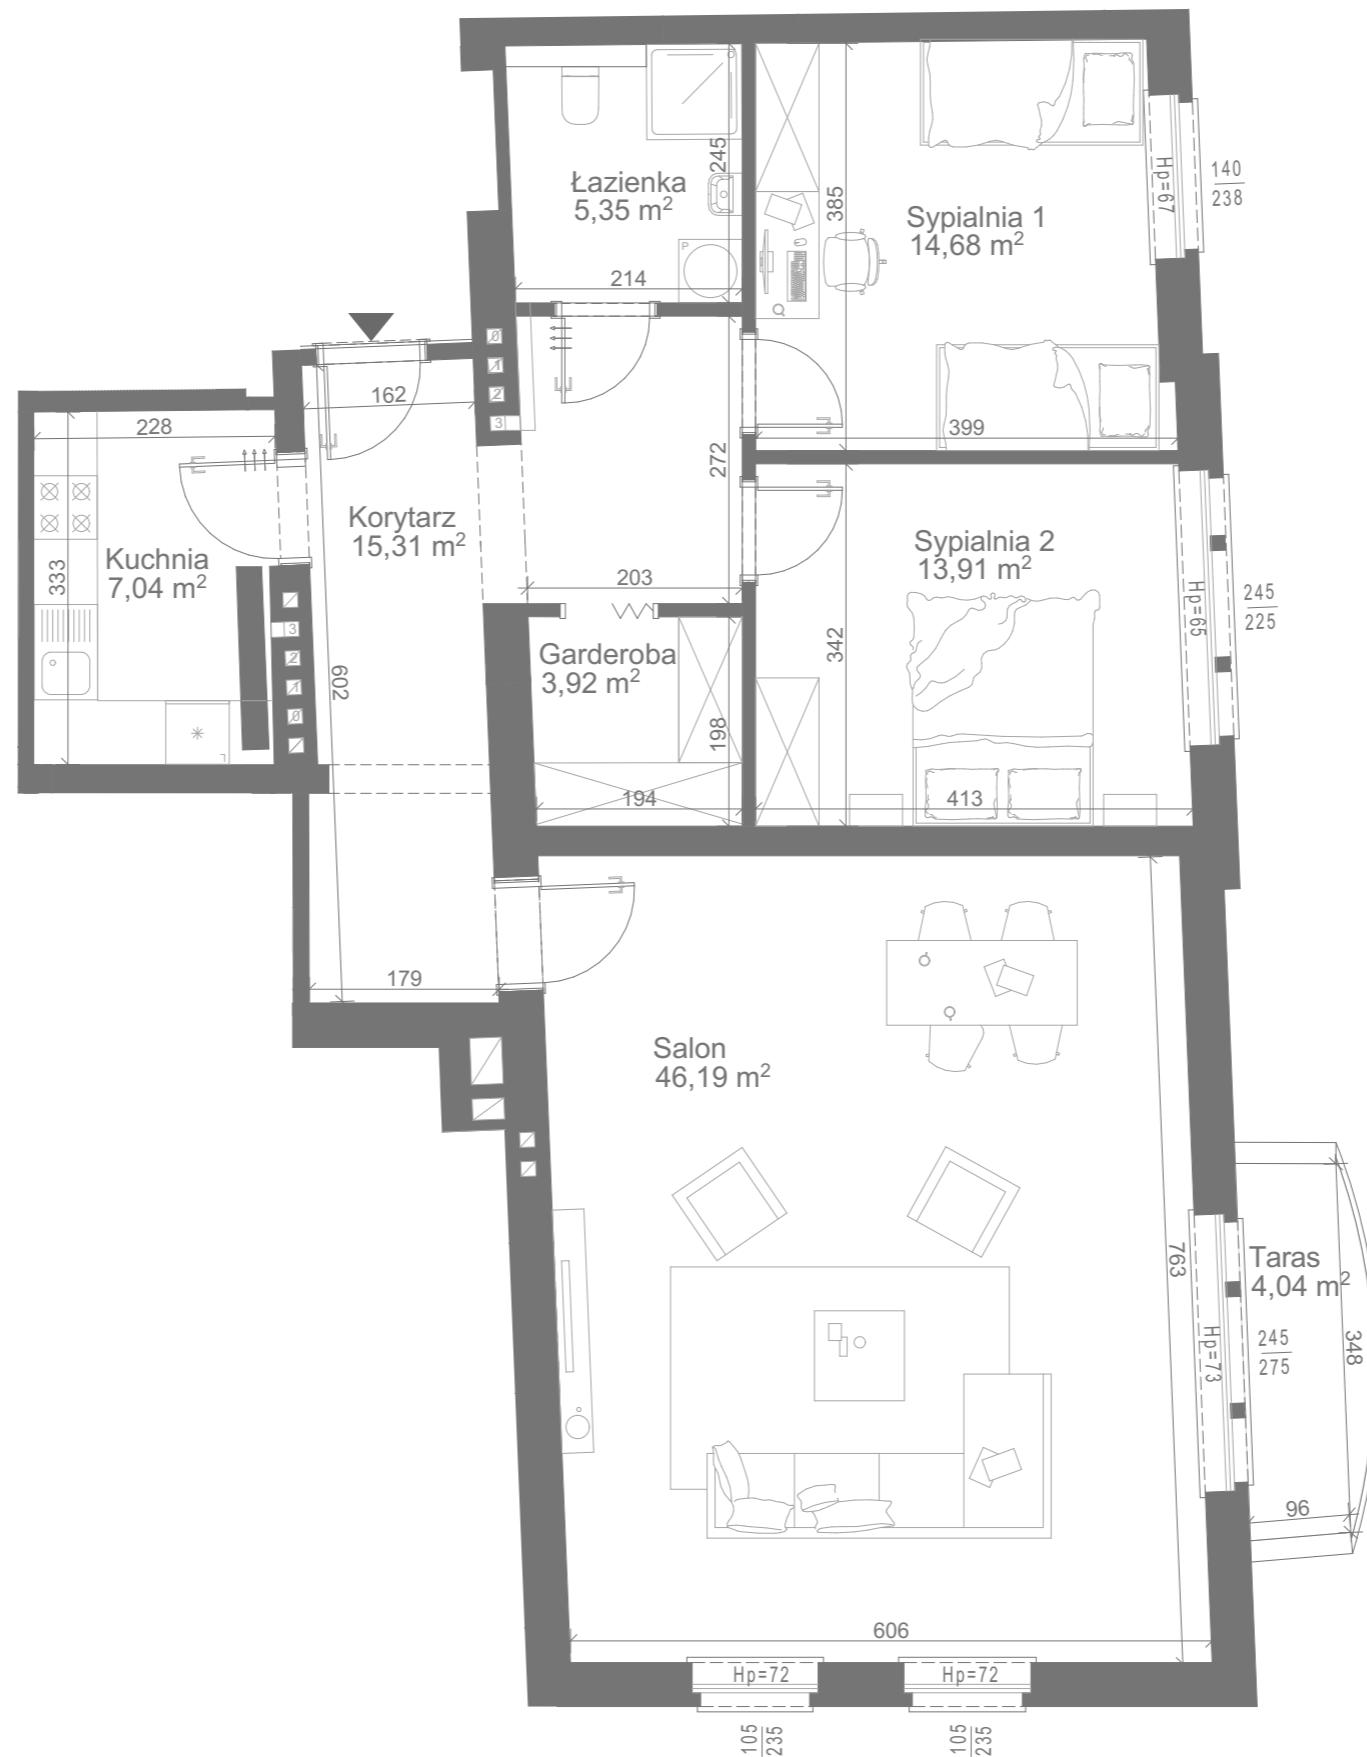 Łazienka
5,35 m²
245
214
P
385
Sypialnia 1
14,68 m²
Hp=67
140
238
399
0
1
2
3
162
228
333
Kuchnia
7,04 m²
Korytarz
15,31 m²
272
203
602
3
2
1
0
Sypialnia 2
13,91 m²
Hp=65
245
225
342
413
Garderoba
3,92 m²
198
194
179
Salon
46,19 m²
763
Hp=73
Taras
4,04 m²
245
275
348
96
606
Hp=72
Hp=72
105
235
105
235